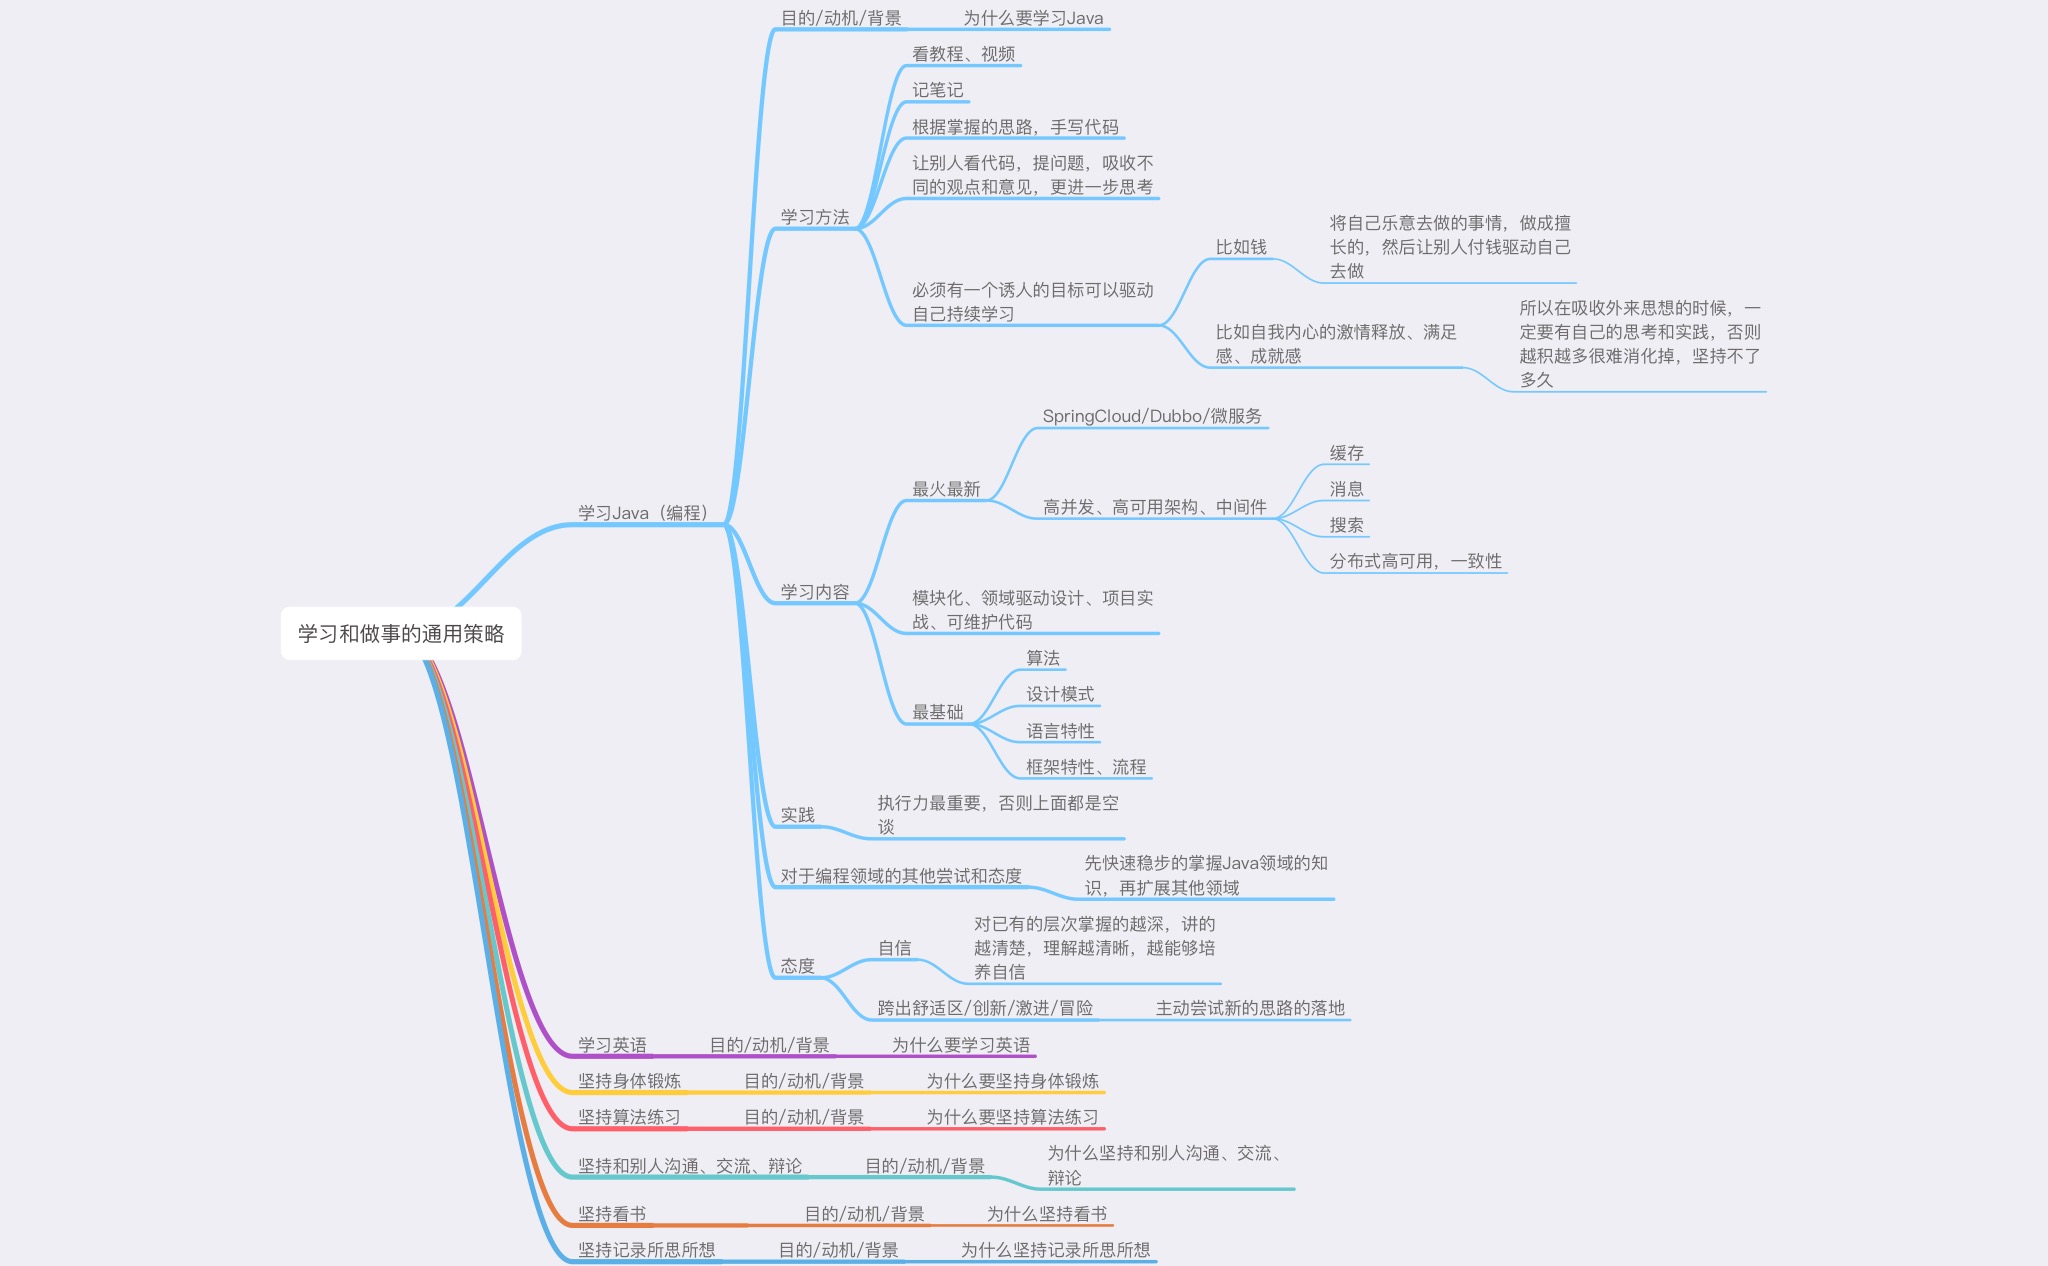 目的/动机/背景
为什么要学习Java
看教程、视频
记笔记
根据掌握的思路，手写代码
让别人看代码，提问题，吸收不
同的观点和意见，更进一步思考
学习方法
将自己乐意去做的事情，做成擅
长的，然后让别人付钱驱动自己
去做
比如钱
必须有一个诱人的目标可以驱动
自己持续学习
比如自我内心的激情释放、满足
感、成就感
所以在吸收外来思想的时候，一
定要有自己的思考和实践，否则
越积越多很难消化掉，坚持不了
多久
SpringCloud/Dubbo/微服务
最火最新
高并发、高可用架构、中间件
缓存
消息
搜索
分布式高可用，一致性
学习Java（编程）
学习内容
模块化、领域驱动设计、项目实
战、可维护代码
学习和做事的通用策略
最基础
算法
设计模式
语言特性
框架特性、流程
实践
执行力最重要，否则上面都是空
谈
对于编程领域的其他尝试和态度
先快速稳步的掌握Java领域的知
识，再扩展其他领域
态度
自信
对已有的层次掌握的越深，讲的
越清楚，理解越清晰，越能够培
养自信
跨出舒适区/创新/激进/冒险
主动尝试新的思路的落地
学习英语
目的/动机/背景
为什么要学习英语
坚持身体锻炼
目的/动机/背景
为什么要坚持身体锻炼
坚持算法练习
目的/动机/背景
为什么要坚持算法练习
坚持和别人沟通、交流、辩论
目的/动机/背景
为什么坚持和别人沟通、交流、
辩论
坚持看书
目的/动机/背景
为什么坚持看书
坚持记录所思所想
目的/动机/背景
为什么坚持记录所思所想